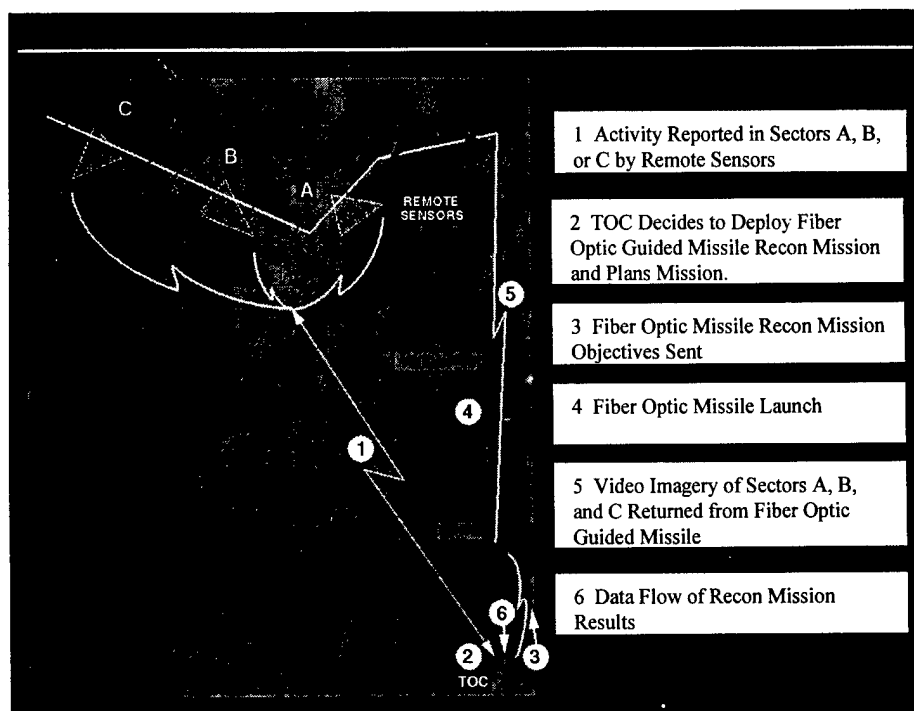 C
B
A
REMOTE
SENSORS
5
4
1
6
2
3
TOC
1 Activity Reported in Sectors A, B,
or C by Remote Sensors
2 TOC Decides to Deploy Fiber
Optic Guided Missile Recon Mission
and Plans Mission.
3 Fiber Optic Missile Recon Mission
Objectives Sent
4 Fiber Optic Missile Launch
5 Video Imagery of Sectors A, B,
and C Returned from Fiber Optic
Guided Missile
6 Data Flow of Recon Mission
Results